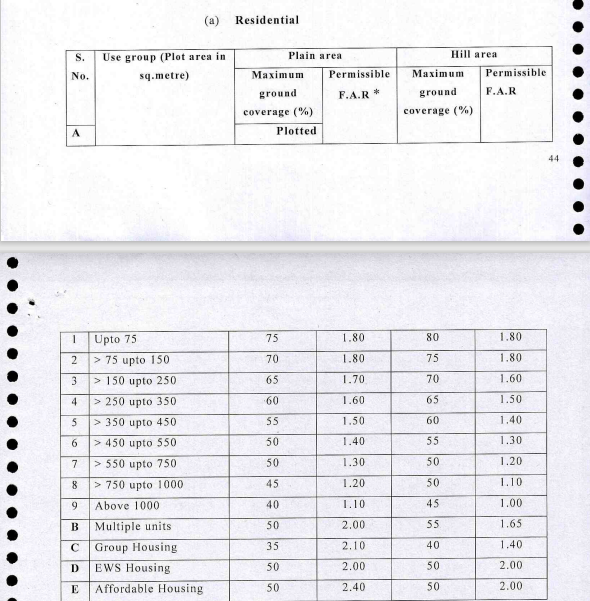 (a) Residential
S. No. Use group (Plot area in sq.metre) Plain area Hill area
Maximum ground coverage (%) Permissible F.A.R * Maximum ground coverage (%) Permissible F.A.R
A Plotted
44
1 Upto 75 75 1.80 80 1.80
2 > 75 upto 150 70 1.80 75 1.80
3 > 150 upto 250 65 1.70 70 1.60
4 > 250 upto 350 60 1.60 65 1.50
5 > 350 upto 450 55 1.50 60 1.40
6 > 450 upto 550 50 1.40 55 1.30
7 > 550 upto 750 50 1.30 50 1.20
8 > 750 upto 1000 45 1.20 50 1.10
9 Above 1000 40 1.10 45 1.00
B Multiple units 50 2.00 55 1.65
C Group Housing 35 2.10 40 1.40
D EWS Housing 50 2.00 50 2.00
E Affordable Housing 50 2.40 50 2.00